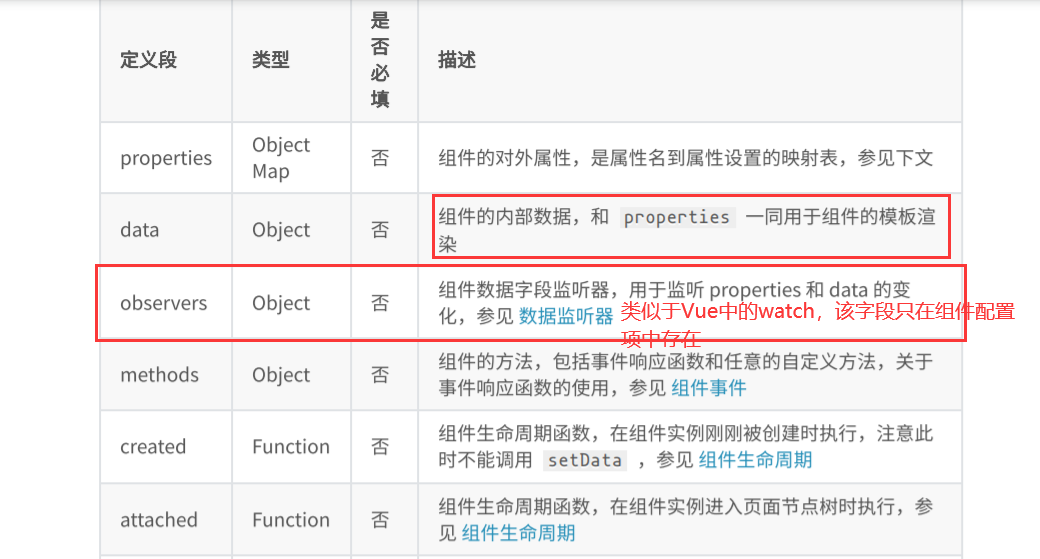 定义段 类型 是否必填 描述
properties Object Map 否 组件的对外属性，是属性名到属性设置的映射表，参见下文
data Object 否 组件的内部数据，和 properties 一同用于组件的模板渲
染
observers Object 否 组件数据字段监听器，用于监听 properties 和 data 的变
化，参见 数据监听器
类似于Vue中的watch，该字段只在组件配置
项中存在
methods Object 否 组件的方法，包括事件响应函数和任意的自定义方法，关于
事件响应函数的使用，参见 组件事件
created Function 否 组件生命周期函数，在组件实例刚刚被创建时执行，注意此
时不能调用 setData ，参见 组件生命周期
attached Function 否 组件生命周期函数，在组件实例进入页面节点树时执行，参
见 组件生命周期